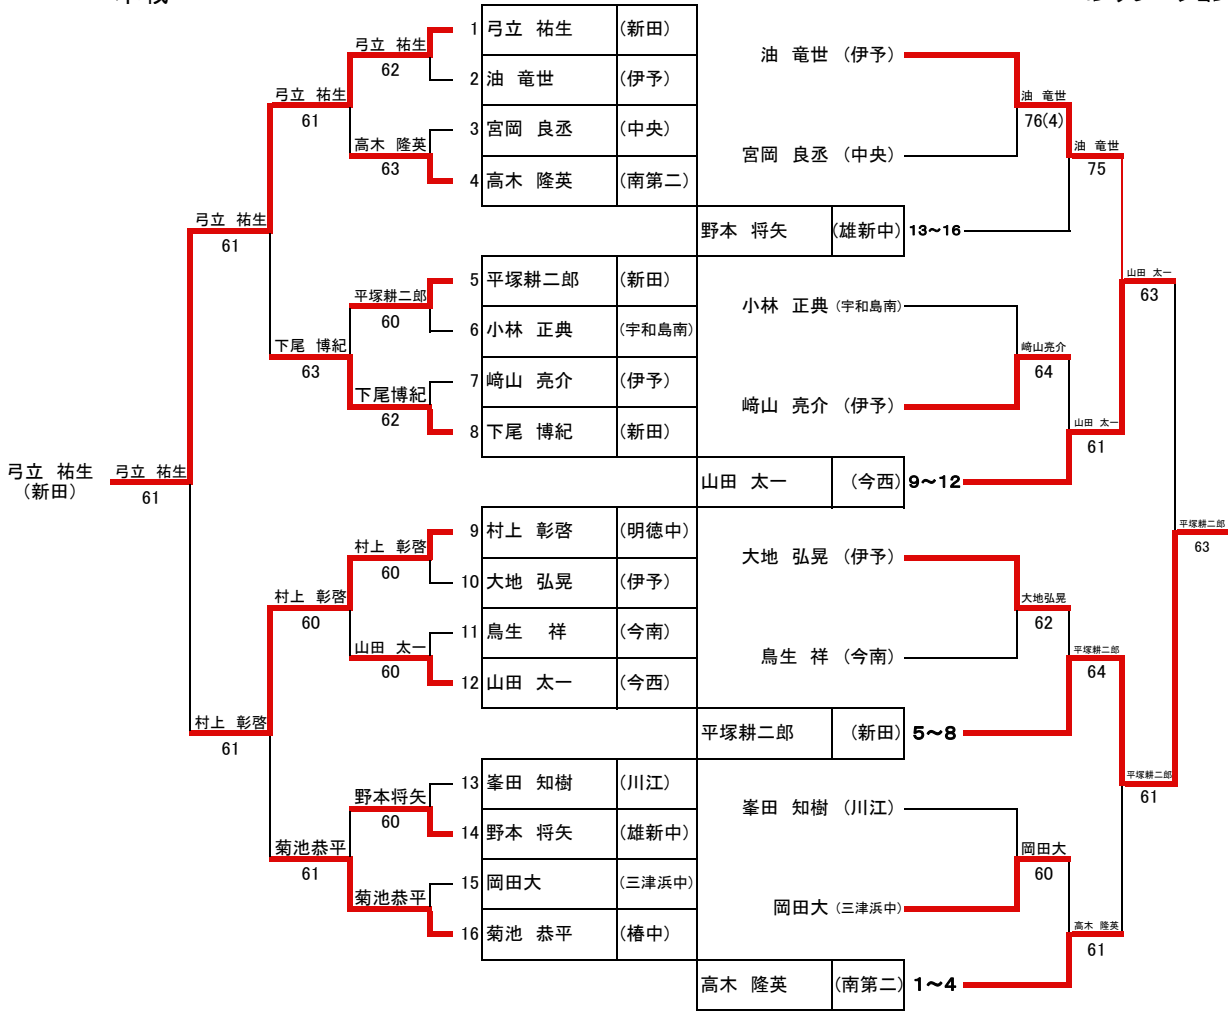 1 弓立 祐生 (新田)
2 油 竜世 (伊予)
3 宮岡 良丞 (中央)
4 高木 隆英 (南第二)
5 平塚耕二郎 (新田)
6 小林 正典 (宇和島南)
7 﨑山 亮介 (伊予)
8 下尾 博紀 (新田)
9 村上 彰啓 (明徳中)
10 大地 弘晃 (伊予)
11 鳥生 祥 (今南)
12 山田 太一 (今西)
13 峯田 知樹 (川江)
14 野本 将矢 (雄新中)
15 岡田大 (三津浜中)
16 菊池 恭平 (椿中)
弓立 祐生
62
高木 隆英
63
平塚耕二郎
60
下尾博紀
62
村上 彰啓
60
山田 太一
60
野本将矢
60
菊池恭平
弓立 祐生
61
下尾 博紀
63
村上 彰啓
60
菊池恭平
61
弓立 祐生
61
村上 彰啓
61
弓立 祐生
61
弓立 祐生
(新田)
油 竜世 (伊予)
宮岡 良丞 (中央)
野本 将矢 (雄新中) 13～16
小林 正典 (宇和島南)
﨑山 亮介 (伊予)
山田 太一 (今西) 9～12
大地 弘晃 (伊予)
鳥生 祥 (今南)
平塚耕二郎 (新田) 5～8
峯田 知樹 (川江)
岡田大 (三津浜中)
高木 隆英 (南第二) 1～4
油 竜世
76(4)
﨑山亮介
64
大地弘晃
62
岡田大
60
油 竜世
75
山田 太一
61
平塚耕二郎
64
高木 隆英
61
山田 太一
63
平塚耕二郎
61
平塚耕二郎
63